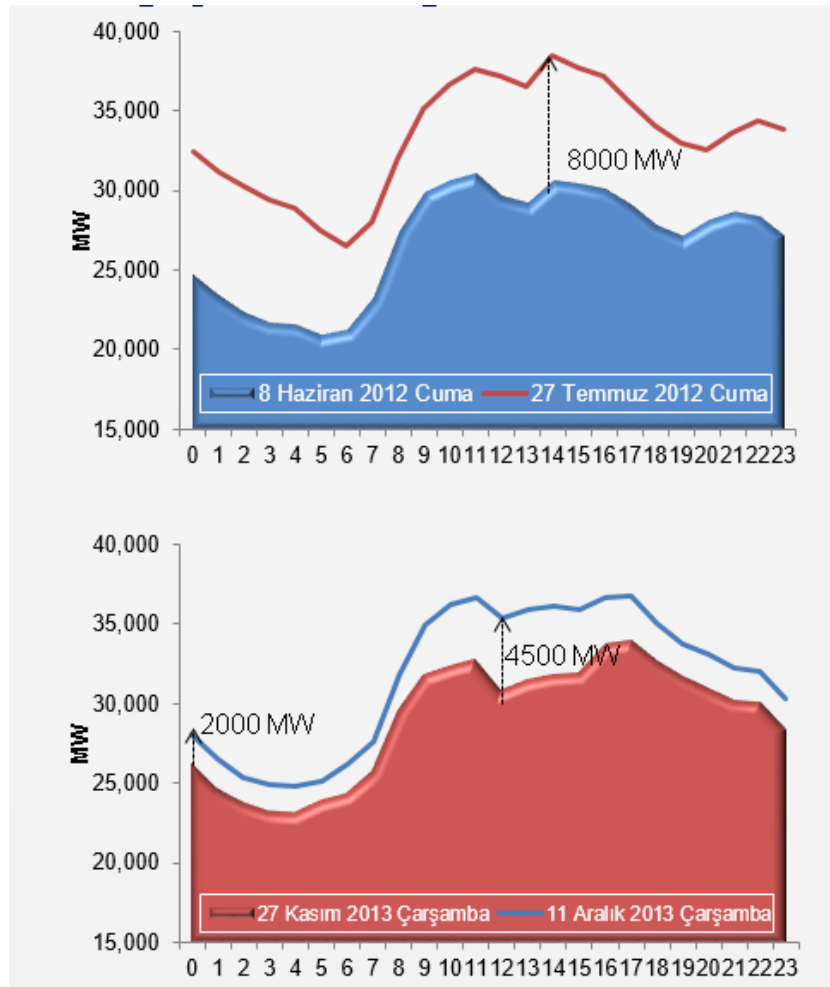 40,000
35,000
30,000
25,000
20,000
15,000
MW
8000 MW
8 Haziran 2012 Cuma 27 Temmuz 2012 Cuma
0 1 2 3 4 5 6 7 8 9 10 11 12 13 14 15 16 17 18 19 20 21 22 23
40,000
35,000
30,000
25,000
20,000
15,000
MW
4500 MW
2000 MW
27 Kasım 2013 Çarşamba 11 Aralık 2013 Çarşamba
0 1 2 3 4 5 6 7 8 9 10 11 12 13 14 15 16 17 18 19 20 21 22 23